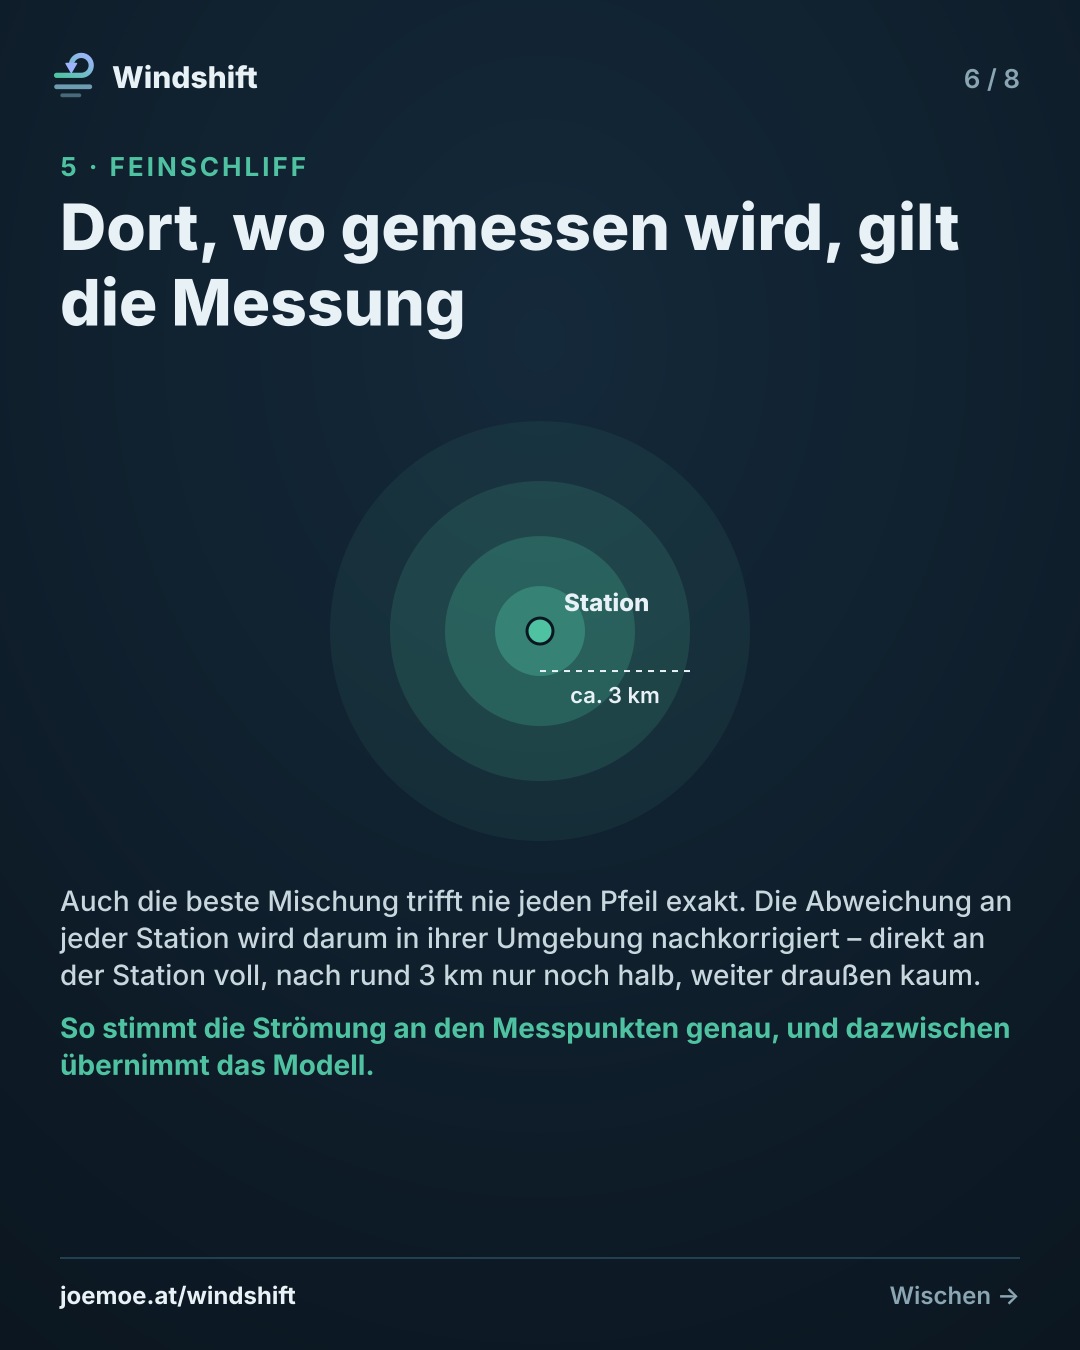 Windshift
6 / 8
5 · FEINSCHLIFF
Dort, wo gemessen wird, gilt
die Messung
Station
ca. 3 km
Auch die beste Mischung trifft nie jeden Pfeil exakt. Die Abweichung an
jeder Station wird darum in ihrer Umgebung nachkorrigiert – direkt an
der Station voll, nach rund 3 km nur noch halb, weiter draußen kaum.
So stimmt die Strömung an den Messpunkten genau, und dazwischen
übernimmt das Modell.
joemoe.at/windshift
Wischen →